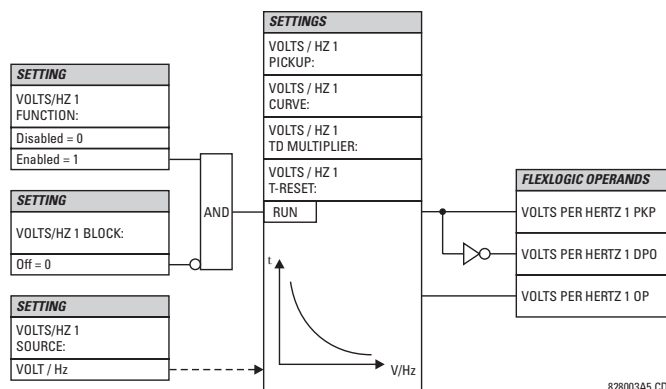 SETTING
VOLTS/HZ 1
FUNCTION:
Disabled = 0
Enabled = 1
SETTING
VOLTS/HZ 1 BLOCK:
Off = 0
SETTING
VOLTS/HZ 1
SOURCE:
VOLT / Hz
AND
SETTINGS
VOLTS / HZ 1
PICKUP:
VOLTS / HZ 1
CURVE:
VOLTS / HZ 1
TD MULTIPLIER:
VOLTS / HZ 1
T-RESET:
RUN
t
V/Hz
FLEXLOGIC OPERANDS
VOLTS PER HERTZ 1 PKP
VOLTS PER HERTZ 1 DPO
VOLTS PER HERTZ 1 OP
828003A5.CDR